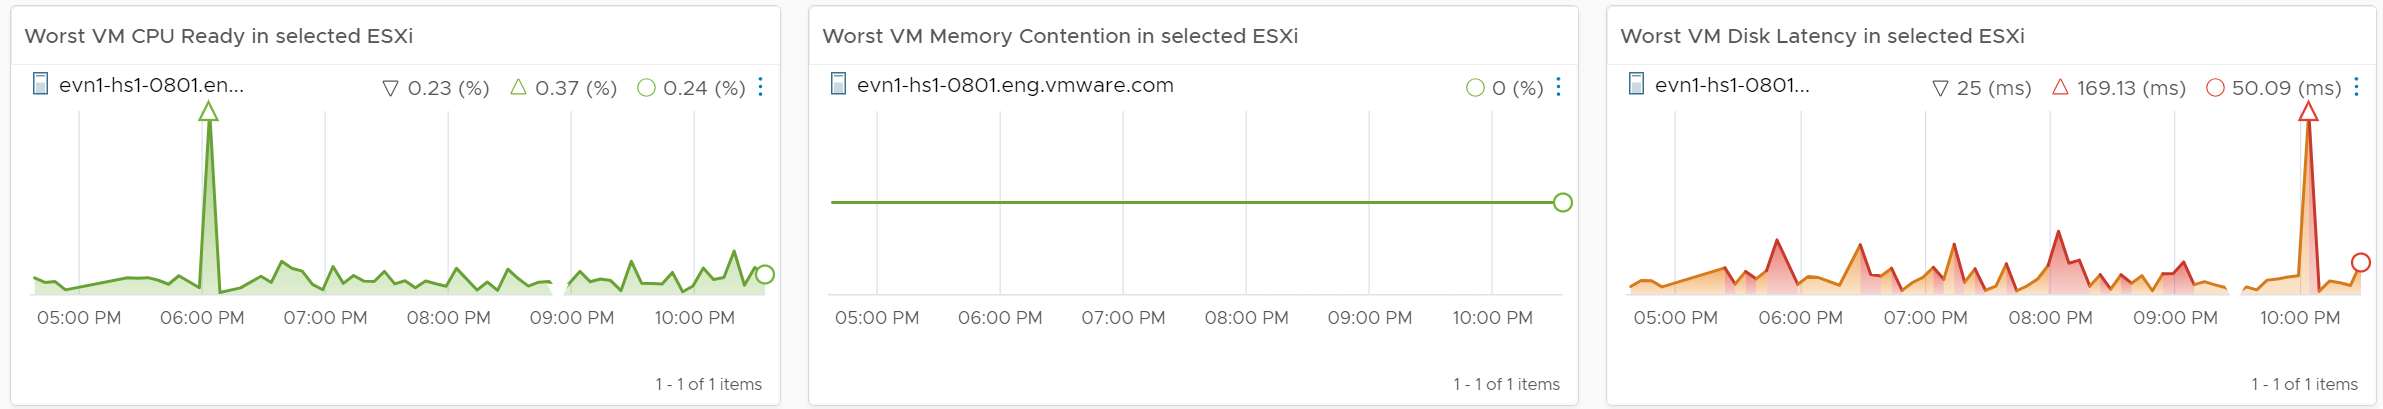 Worst VM CPU Ready in selected ESXi
evn1-hs1-0801.en... 0.23 (%) 0.37 (%) 0.24 (%)
05:00 PM 06:00 PM 07:00 PM 08:00 PM 09:00 PM 10:00 PM
1 - 1 of 1 items
Worst VM Memory Contention in selected ESXi
evn1-hs1-0801.eng.vmware.com 0 (%)
05:00 PM 06:00 PM 07:00 PM 08:00 PM 09:00 PM 10:00 PM
1 - 1 of 1 items
Worst VM Disk Latency in selected ESXi
evn1-hs1-0801... 25 (ms) 169.13 (ms) 50.09 (ms)
05:00 PM 06:00 PM 07:00 PM 08:00 PM 09:00 PM 10:00 PM
1 - 1 of 1 items